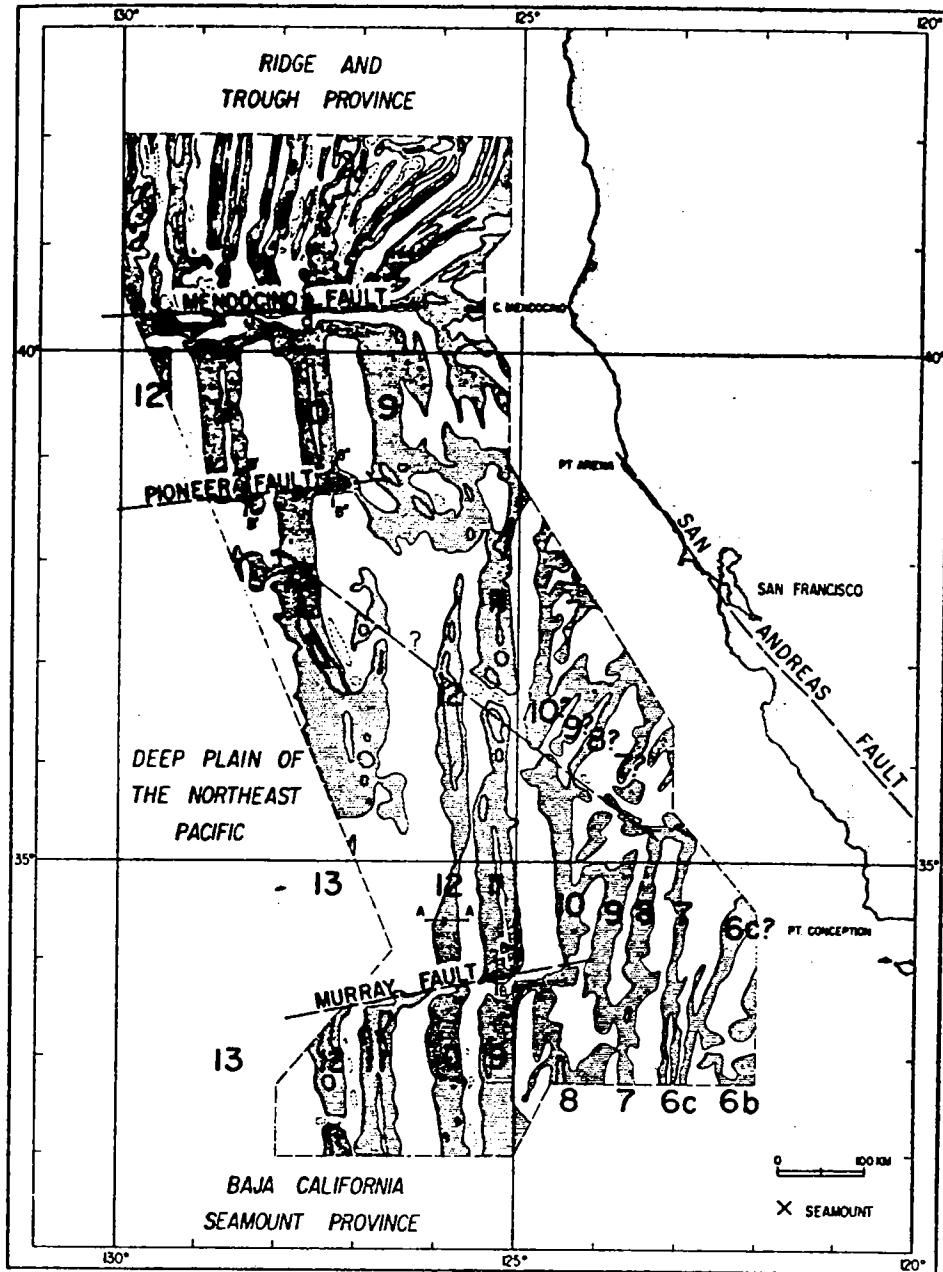 130°
125°
120°
RIDGE AND
TROUGH PROVINCE
MENDOCINO FAULT
C. MENDOCINO
40°
40°
12
9
PT ARENA
PIONEER FAULT
SAN ANDREAS FAULT
SAN FRANCISCO
?
12
10?
9?
8?
7?
DEEP PLAIN OF
THE NORTHEAST
PACIFIC
35°
35°
13
12
11
10
9
8
7
6c?
PT. CONCEPTION
A
A
MURRAY FAULT
13
8
7
6c
6b
0
100 KM
X SEAMOUNT
BAJA CALIFORNIA
SEAMOUNT PROVINCE
130°
125°
120°